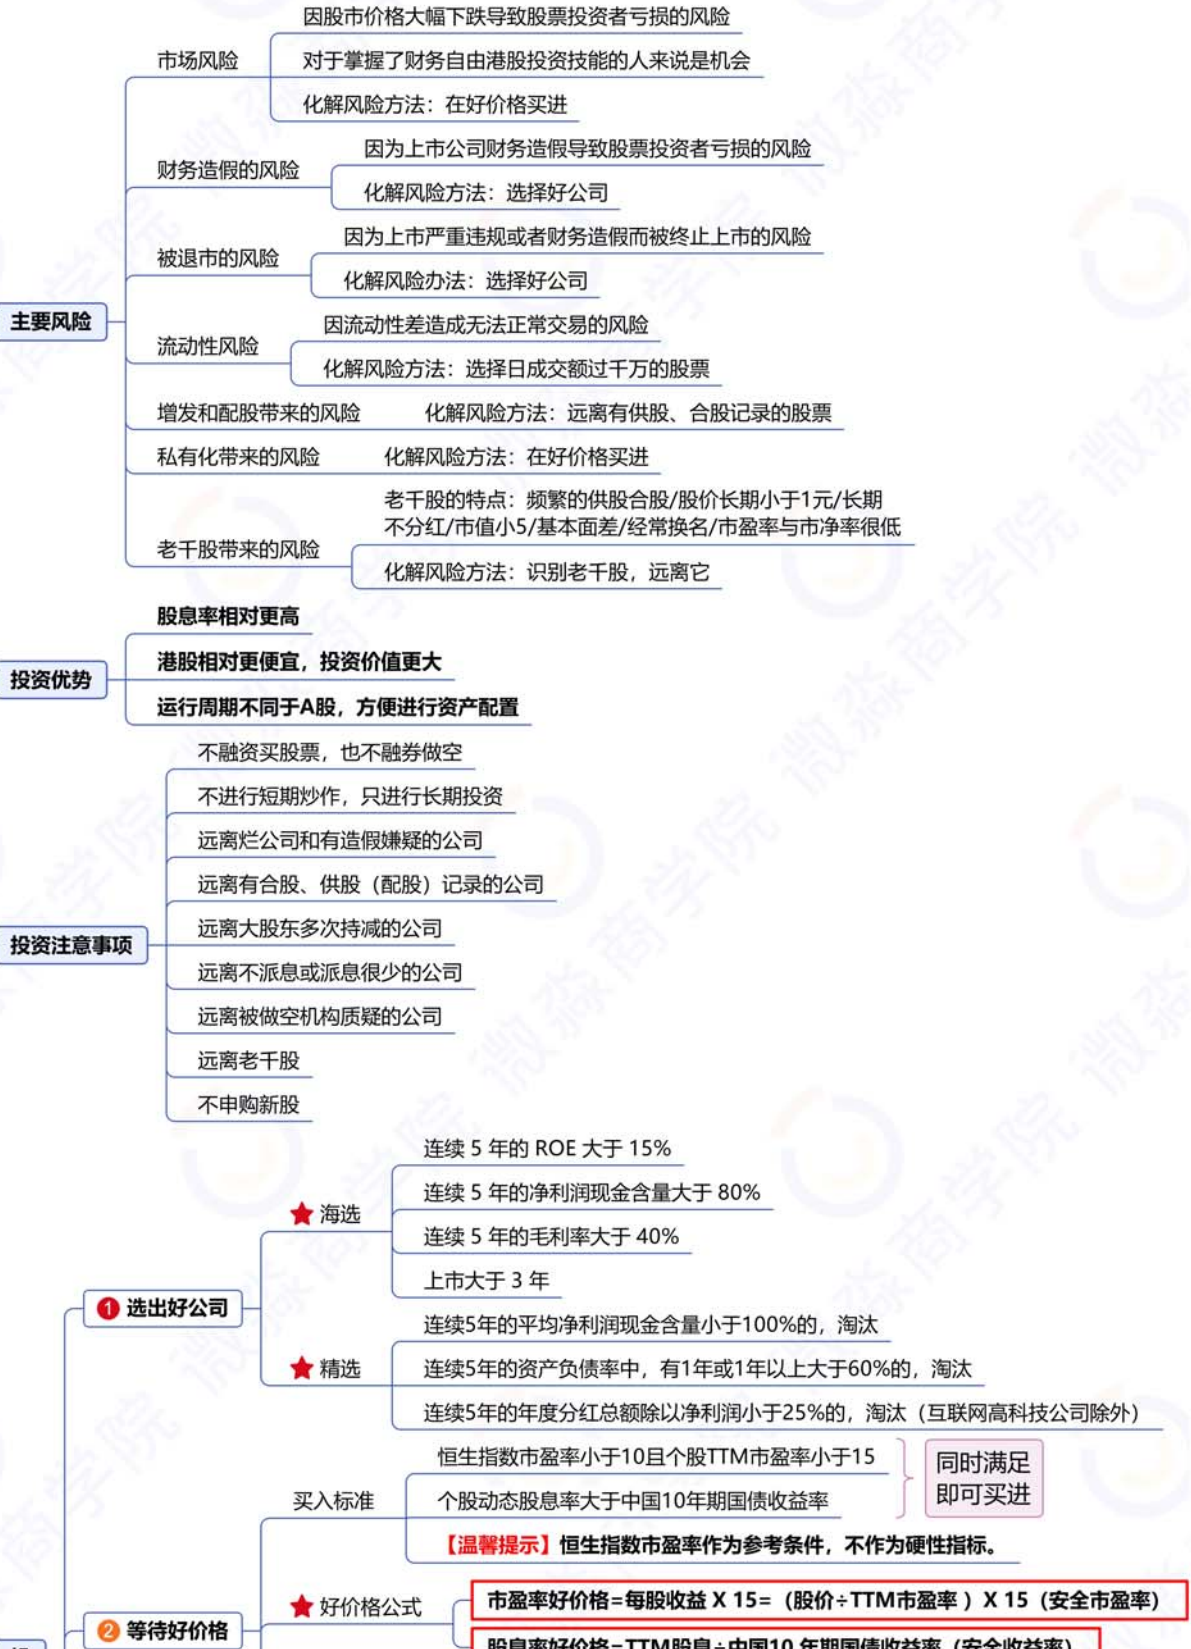 因股市价格大幅下跌导致股票投资者亏损的风险
市场风险
对于掌握了财务自由港股投资技能的人来说是机会
化解风险方法：在好价格买进
因为上市公司财务造假导致股票投资者亏损的风险
财务造假的风险
化解风险方法：选择好公司
因为上市严重违规或者财务造假而被终止上市的风险
被退市的风险
化解风险办法：选择好公司
主要风险
因流动性差造成无法正常交易的风险
流动性风险
化解风险方法：选择日成交额过千万的股票
增发和配股带来的风险
化解风险方法：远离有供股、合股记录的股票
私有化带来的风险
化解风险方法：在好价格买进
老千股的特点：频繁的供股合股/股价长期小于1元/长期
不分红/市值小5/基本面差/经常换名/市盈率与市净率很低
老千股带来的风险
化解风险方法：识别老千股，远离它
股息率相对更高
投资优势
港股相对更便宜，投资价值更大
运行周期不同于A股，方便进行资产配置
不融资买股票，也不融券做空
不进行短期炒作，只进行长期投资
远离烂公司和有造假嫌疑的公司
远离有合股、供股（配股）记录的公司
投资注意事项
远离大股东多次持减的公司
远离不派息或派息很少的公司
远离被做空机构质疑的公司
远离老千股
不申购新股
连续 5 年的 ROE 大于 15%
海选
连续 5 年的净利润现金含量大于 80%
连续 5 年的毛利率大于 40%
上市大于 3 年
1 选出好公司
连续5年的平均净利润现金含量小于100%的，淘汰
精选
连续5年的资产负债率中，有1年或1年以上大于60%的，淘汰
连续5年的年度分红总额除以净利润小于25%的，淘汰（互联网高科技公司除外）
恒生指数市盈率小于10且个股TTM市盈率小于15
买入标准
个股动态股息率大于中国10年期国债收益率
同时满足
即可买进
【温馨提示】恒生指数市盈率作为参考条件，不作为硬性指标。
好价格公式
市盈率好价格=每股收益 X 15=（股价÷TTM市盈率 ）X 15（安全市盈率）
2 等待好价格
股息率好价格=TTM股息÷中国10 年期国债收益率（安全收益率）
微淼商学院